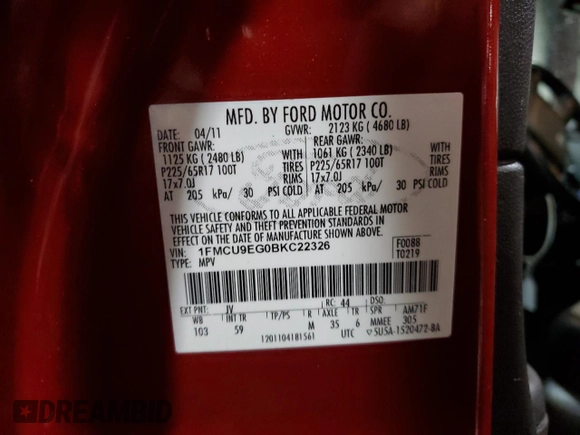 MFD. BY FORD MOTOR CO.
04/11 GVWR: 2123 KG ( 4680 LB)
FRONT GAWR: REAR GAWR:
1125 KG ( 2480 LB) WITH 1061 KG ( 2340 LB) WITH
P225/65R17 100T TIRES P225/65R17 100T TIRES
17x7.0J RIMS 17x7.0J RIMS
AT 205 kPa/ 30 PSI COLD AT 205 kPa/ 30 PSI COLD
THIS VEHICLE CONFORMS TO ALL APPLICABLE FEDERAL MOTOR
VEHICLE SAFETY AND THEFT PREVENTION STANDARDS IN
EFFECT ON THE DATE OF MANUFACTURE SHOWN ABOVE.
VIN: 1FMCU9EG0BKC22326 F0088
TYPE: MPV T0219
EXT PNT: JV RC: 44 DSO:
WB INT TR TP/PS R AXLE TR SPR AM71F
103 59 M 35 6 MMEE 305
1201104181561 UTC SU5A-1520472-BA
DREAMBID